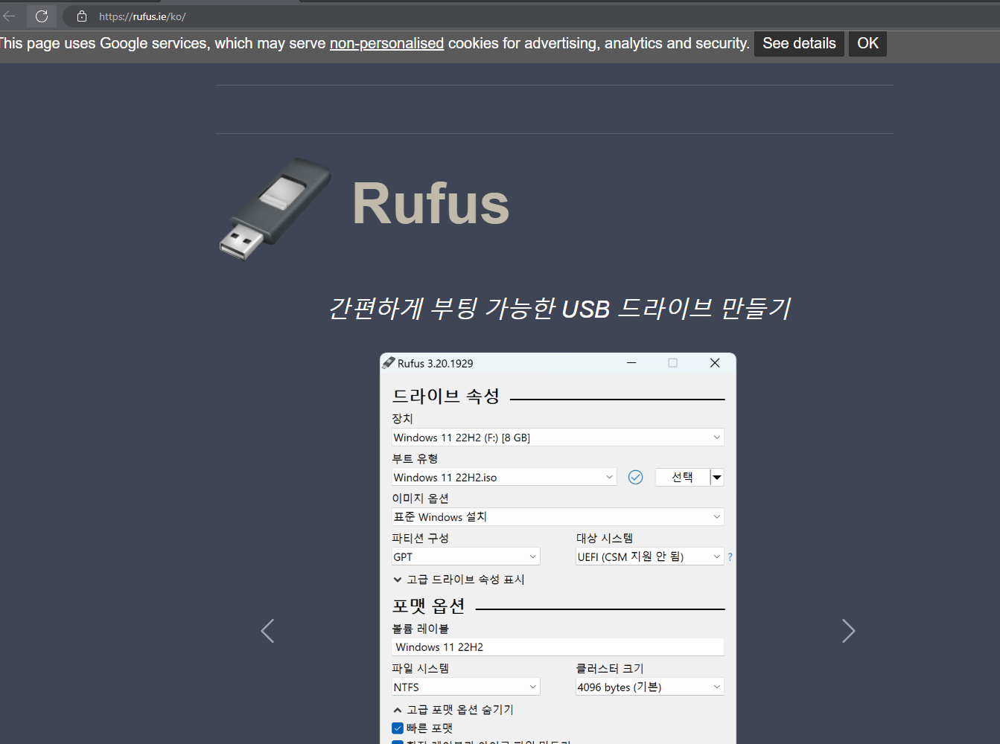 https://rufus.ie/ko/
This page uses Google services, which may serve non-personalised cookies for advertising, analytics and security. See details OK
Rufus
간편하게 부팅 가능한 USB 드라이브 만들기
Rufus 3.20.1929
드라이브 속성
장치
Windows 11 22H2 (F:) [8 GB]
부트 유형
Windows 11 22H2.iso 선택
이미지 옵션
표준 Windows 설치
파티션 구성 대상 시스템
GPT UEFI (CSM 지원 안 됨) ?
고급 드라이브 속성 표시
포맷 옵션
볼륨 레이블
Windows 11 22H2
파일 시스템 클러스터 크기
NTFS 4096 bytes (기본)
고급 포맷 옵션 숨기기
빠른 포맷